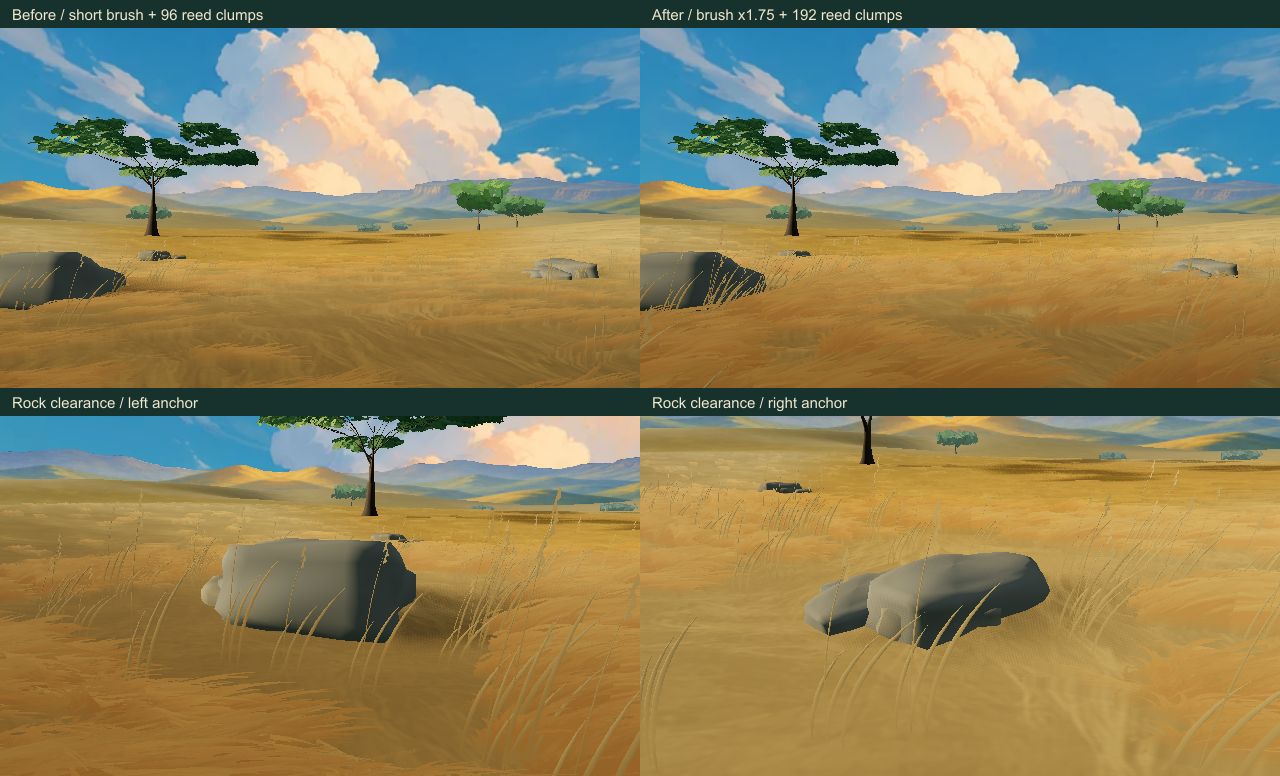 Before / short brush + 96 reed clumps
After / brush x1.75 + 192 reed clumps
Rock clearance / left anchor
Rock clearance / right anchor